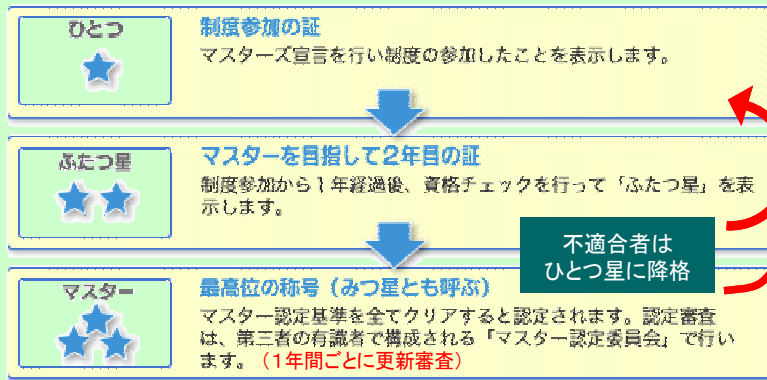 ひとつ
制度参加の証
マスターズ宣言を行い制度の参加したことを表示します。
ふたつ星
マスターを目指して2年目の証
制度参加から1年経過後、資格チェックを行って「ふたつ星」を表
示します。
不適合者は
ひとつ星に降格
マスター
最高位の称号（みつ星とも呼ぶ）
マスター認定基準を全てクリアすると認定されます。認定審査
は、第三者の有識者で構成される「マスター認定委員会」で行い
ます。（1年間ごとに更新審査）